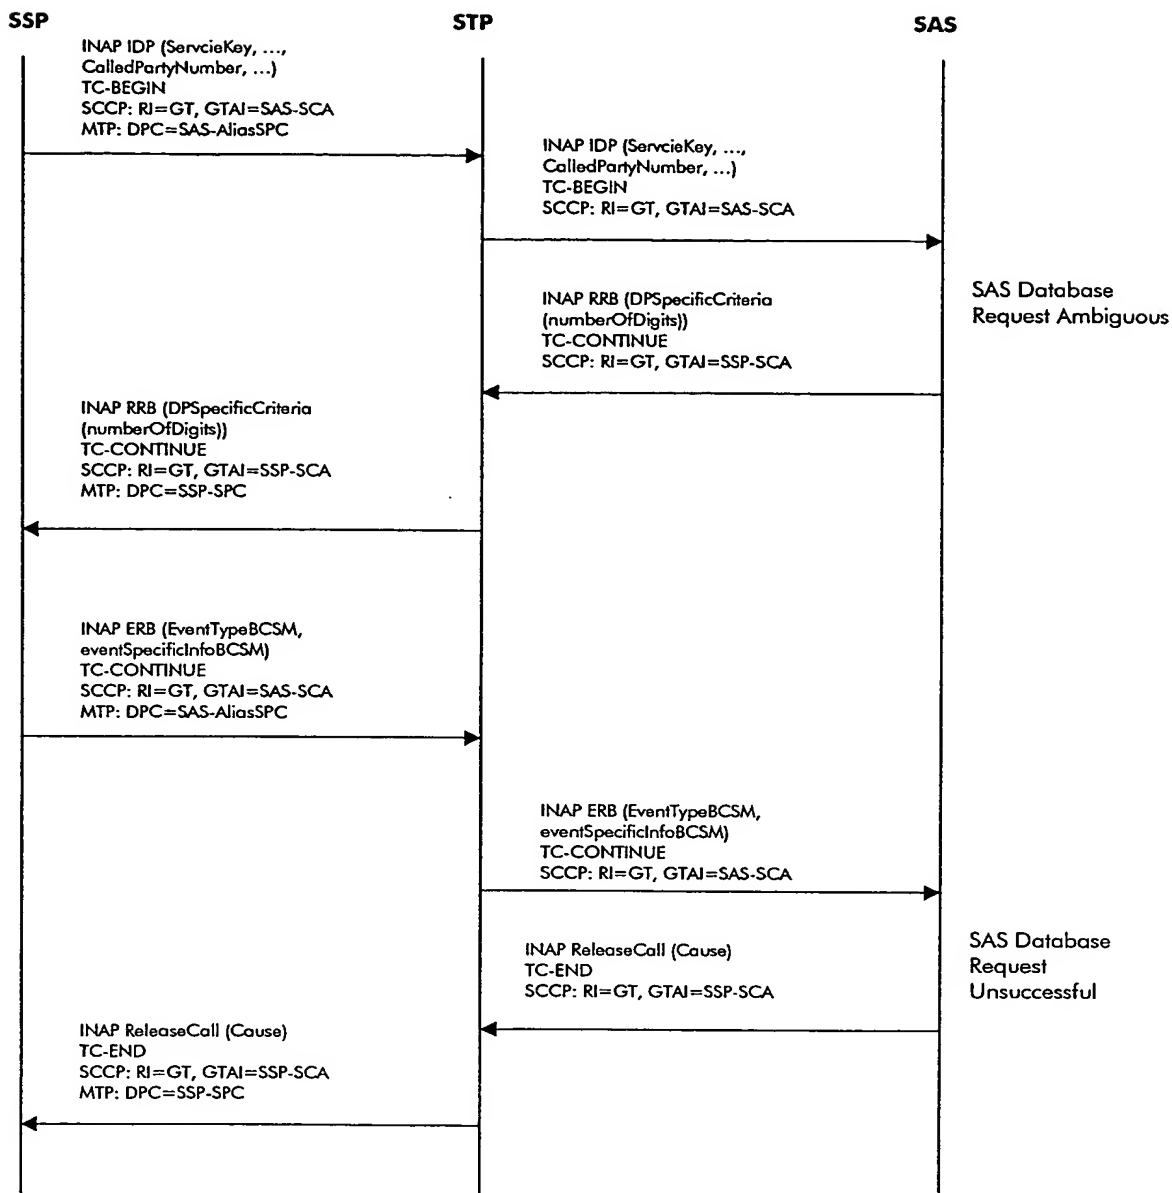 SSP
STP
SAS
INAP IDP (ServcieKey, ...,
CalledPartyNumber, ...)
TC-BEGIN
SCCP: RI=GT, GTAI=SAS-SCA
MTP: DPC=SAS-AliasSPC
INAP IDP (ServcieKey, ...,
CalledPartyNumber, ...)
TC-BEGIN
SCCP: RI=GT, GTAI=SAS-SCA
SAS Database
Request Ambiguous
INAP RRB (DPSpecificCriteria
(numberOfDigits))
TC-CONTINUE
SCCP: RI=GT, GTAI=SSP-SCA
INAP RRB (DPSpecificCriteria
(numberOfDigits))
TC-CONTINUE
SCCP: RI=GT, GTAI=SSP-SCA
MTP: DPC=SSP-SPC
INAP ERB (EventTypeBCSM,
eventSpecificInfoBCSM)
TC-CONTINUE
SCCP: RI=GT, GTAI=SAS-SCA
MTP: DPC=SAS-AliasSPC
INAP ERB (EventTypeBCSM,
eventSpecificInfoBCSM)
TC-CONTINUE
SCCP: RI=GT, GTAI=SAS-SCA
SAS Database
Request
Unsuccessful
INAP ReleaseCall (Cause)
TC-END
SCCP: RI=GT, GTAI=SSP-SCA
INAP ReleaseCall (Cause)
TC-END
SCCP: RI=GT, GTAI=SSP-SCA
MTP: DPC=SSP-SPC